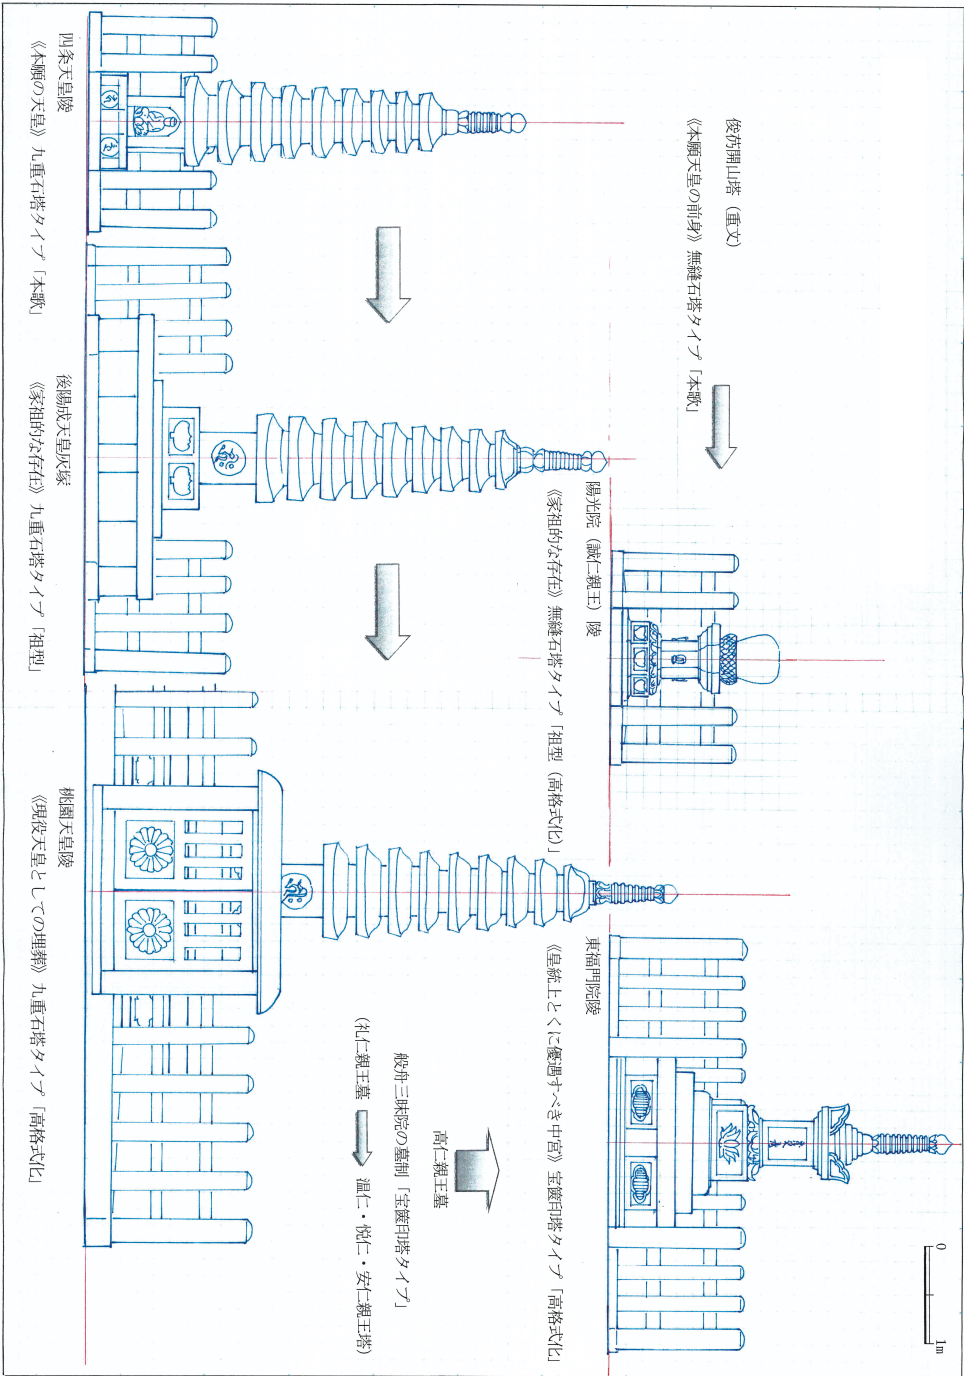 俊芿開山塔（重文）
《本願天皇の前身》無縫石塔タイプ「本歌」
陽光院（誠仁親王）陵
《家祖的な存在》無縫石塔タイプ「祖型（高格式化）」
東福門院陵
《皇統上とくに優遇すべき中宮》宝篋印塔タイプ「高格式化」
0 1m
高仁親王墓
般舟三昧院の墓制「宝篋印塔タイプ」
（礼仁親王墓 温仁・悦仁・安仁親王塔）
四条天皇陵
《本願の天皇》九重石塔タイプ「本歌」
後陽成天皇灰塚
《家祖的な存在》九重石塔タイプ「祖型」
桃園天皇陵
《現役天皇としての埋葬》九重石塔タイプ「高格式化」